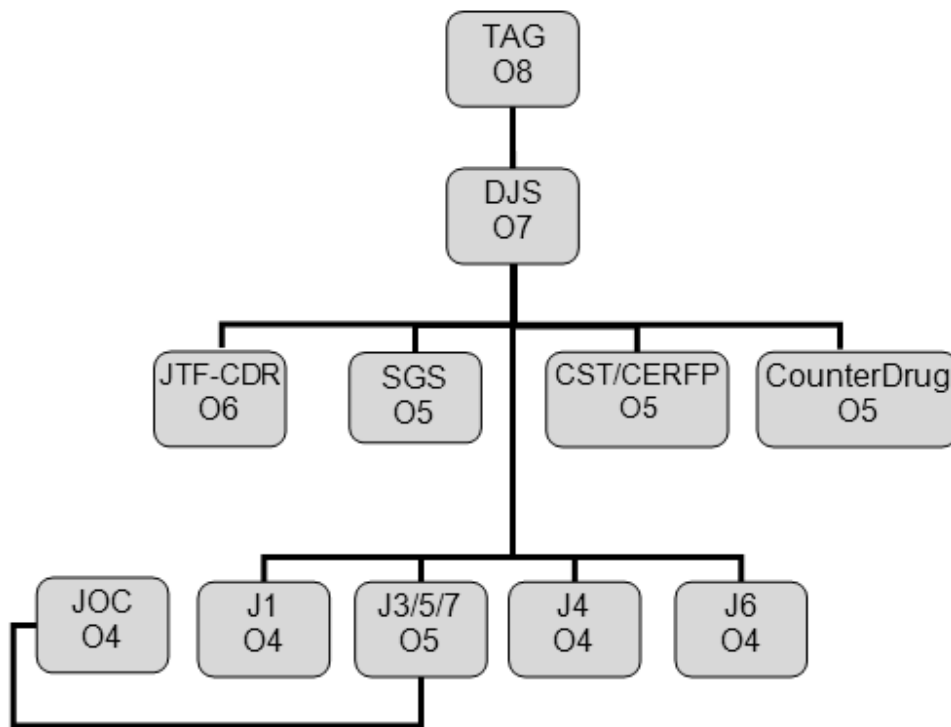 TAG
O8
DJS
O7
JTF-CDR
O6
SGS
O5
CST/CERFP
O5
CounterDrug
O5
JOC
O4
J1
O4
J3/5/7
O5
J4
O4
J6
O4